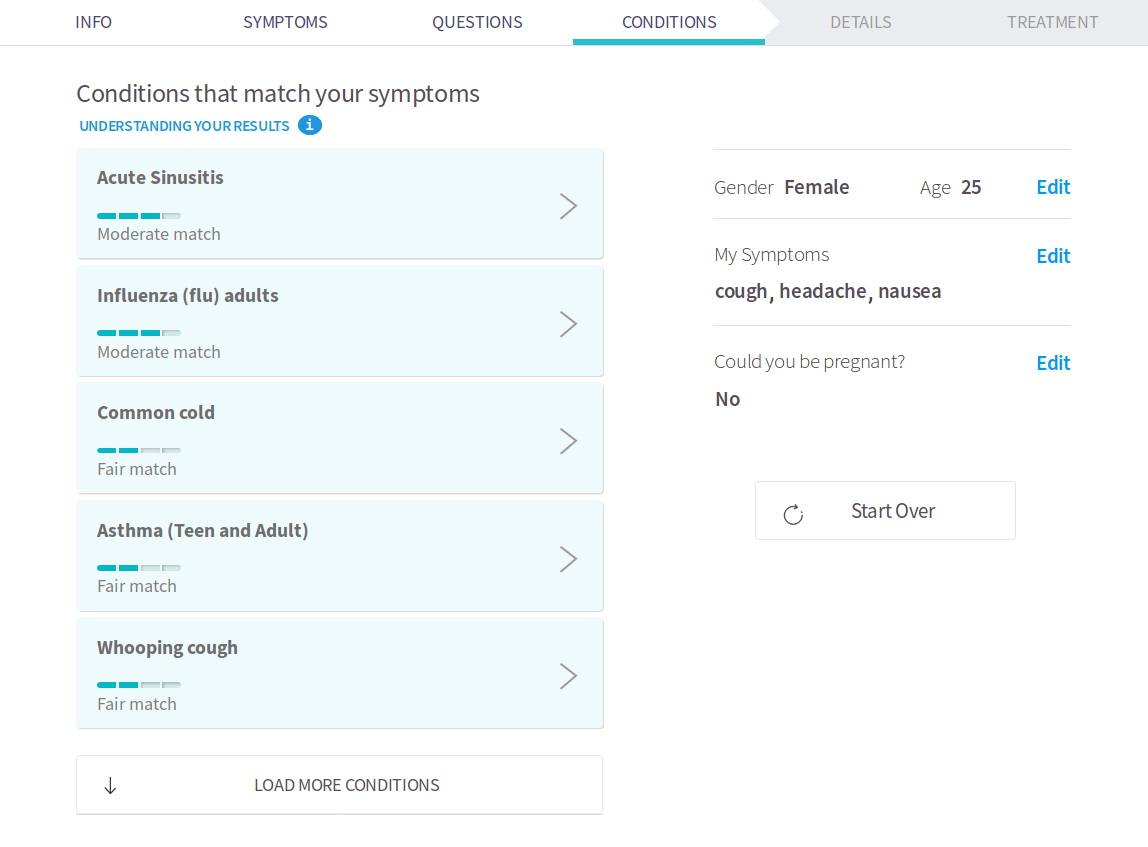 INFO SYMPTOMS QUESTIONS CONDITIONS DETAILS TREATMENT
Conditions that match your symptoms
UNDERSTANDING YOUR RESULTS i
Acute Sinusitis
Moderate match
Influenza (flu) adults
Moderate match
Common cold
Fair match
Asthma (Teen and Adult)
Fair match
Whooping cough
Fair match
LOAD MORE CONDITIONS
Gender Female Age 25 Edit
My Symptoms Edit
cough, headache, nausea
Could you be pregnant? Edit
No
Start Over